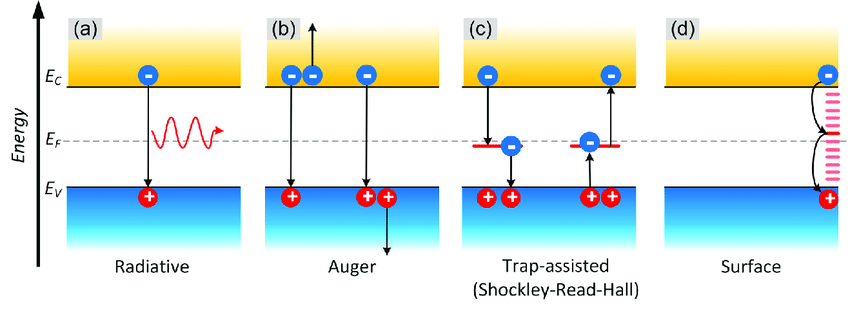 (a)
(b)
(c)
(d)
Energy
E_C
E_F
E_V
-
+
-
-
-
+
+
+
-
-
-
-
+
+
+
+
-
+
Radiative
Auger
Trap-assisted
(Shockley-Read-Hall)
Surface